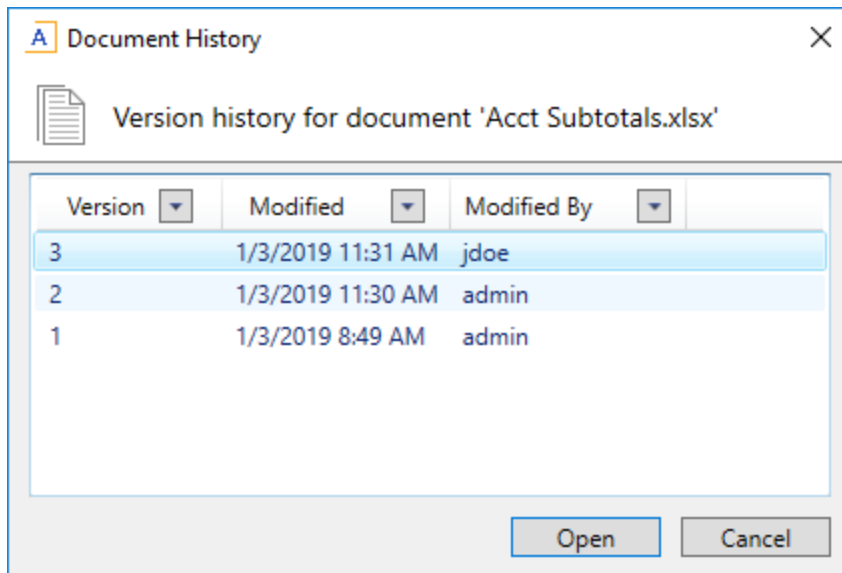 A Document History
Version history for document 'Acct Subtotals.xlsx'
Version Modified Modified By
3 1/3/2019 11:31 AM jdoe
2 1/3/2019 11:30 AM admin
1 1/3/2019 8:49 AM admin
Open Cancel